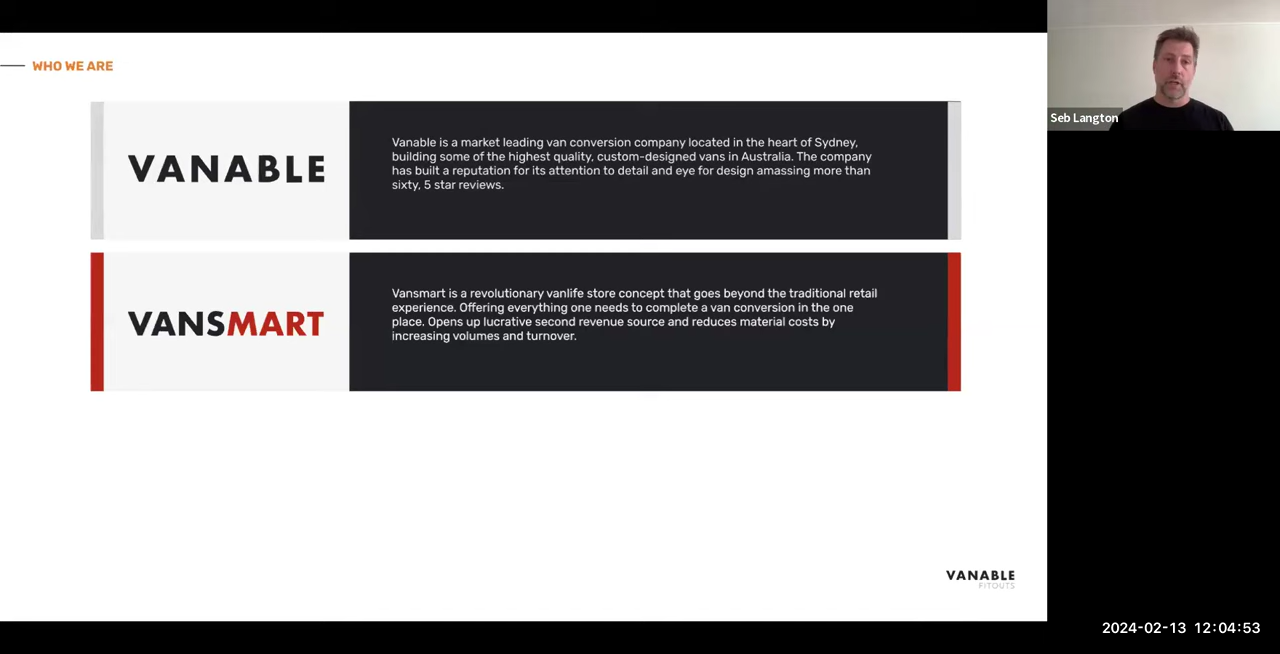 WHO WE ARE
VANABLE
Vanable is a market leading van conversion company located in the heart of Sydney,
building some of the highest quality, custom-designed vans in Australia. The company
has built a reputation for its attention to detail and eye for design amassing more than
sixty, 5 star reviews.
VANSMART
Vansmart is a revolutionary vanlife store concept that goes beyond the traditional retail
experience. Offering everything one needs to complete a van conversion in the one
place. Opens up lucrative second revenue source and reduces material costs by
increasing volumes and turnover.
VANABLE
FITOUTS
Seb Langton
2024-02-13 12:04:53